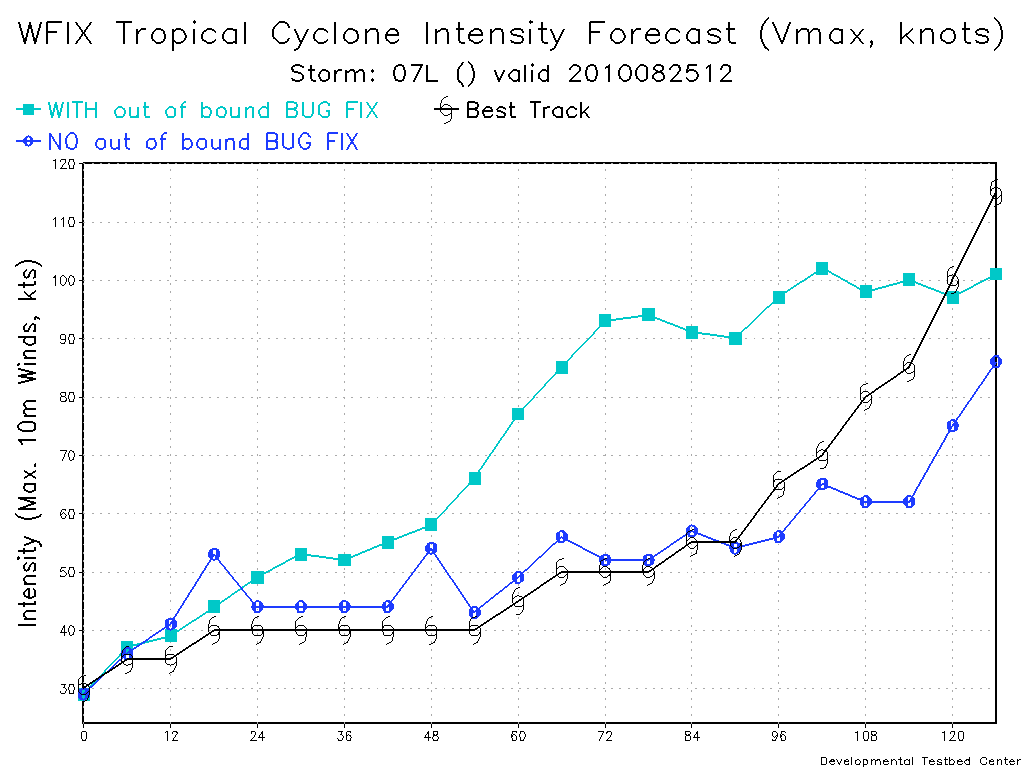 WFIX Tropical Cyclone Intensity Forecast (Vmax, knots)
Storm: 07L () valid 2010082512
WITH out of bound BUG FIX
Best Track
NO out of bound BUG FIX
Intensity (Max. 10m Winds, kts)
120
110
100
90
80
70
60
50
40
30
0 12 24 36 48 60 72 84 96 108 120
Developmental Testbed Center